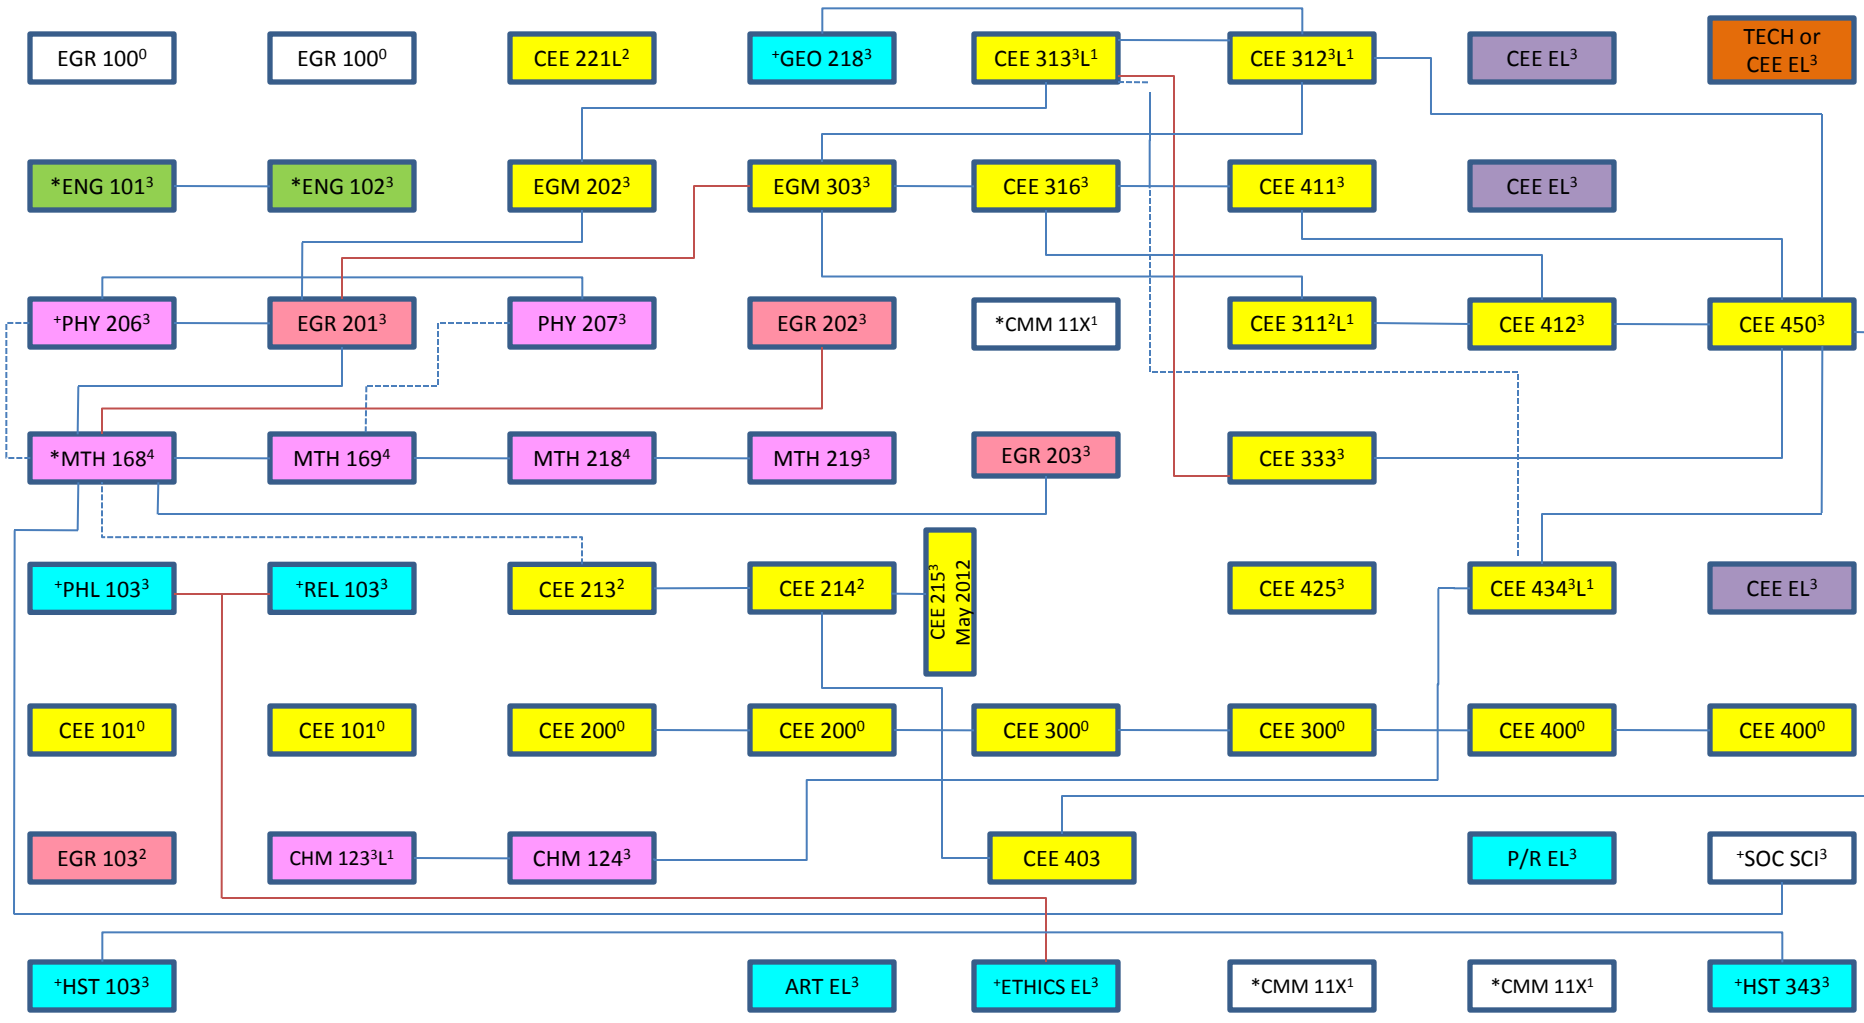 EGR 100⁰
EGR 100⁰
CEE 221L²
⁺GEO 218³
CEE 313³L¹
CEE 312³L¹
CEE EL³
TECH or
CEE EL³
*ENG 101³
*ENG 102³
EGM 202³
EGM 303³
CEE 316³
CEE 411³
CEE EL³
⁺PHY 206³
EGR 201³
PHY 207³
EGR 202³
*CMM 11X¹
CEE 311²L¹
CEE 412³
CEE 450³
*MTH 168⁴
MTH 169⁴
MTH 218⁴
MTH 219³
EGR 203³
CEE 333³
⁺PHL 103³
⁺REL 103³
CEE 213²
CEE 214²
CEE 215³
May 2012
CEE 425³
CEE 434³L¹
CEE EL³
CEE 101⁰
CEE 101⁰
CEE 200⁰
CEE 200⁰
CEE 300⁰
CEE 300⁰
CEE 400⁰
CEE 400⁰
EGR 103²
CHM 123³L¹
CHM 124³
CEE 403
P/R EL³
⁺SOC SCI³
⁺HST 103³
ART EL³
⁺ETHICS EL³
*CMM 11X¹
*CMM 11X¹
⁺HST 343³